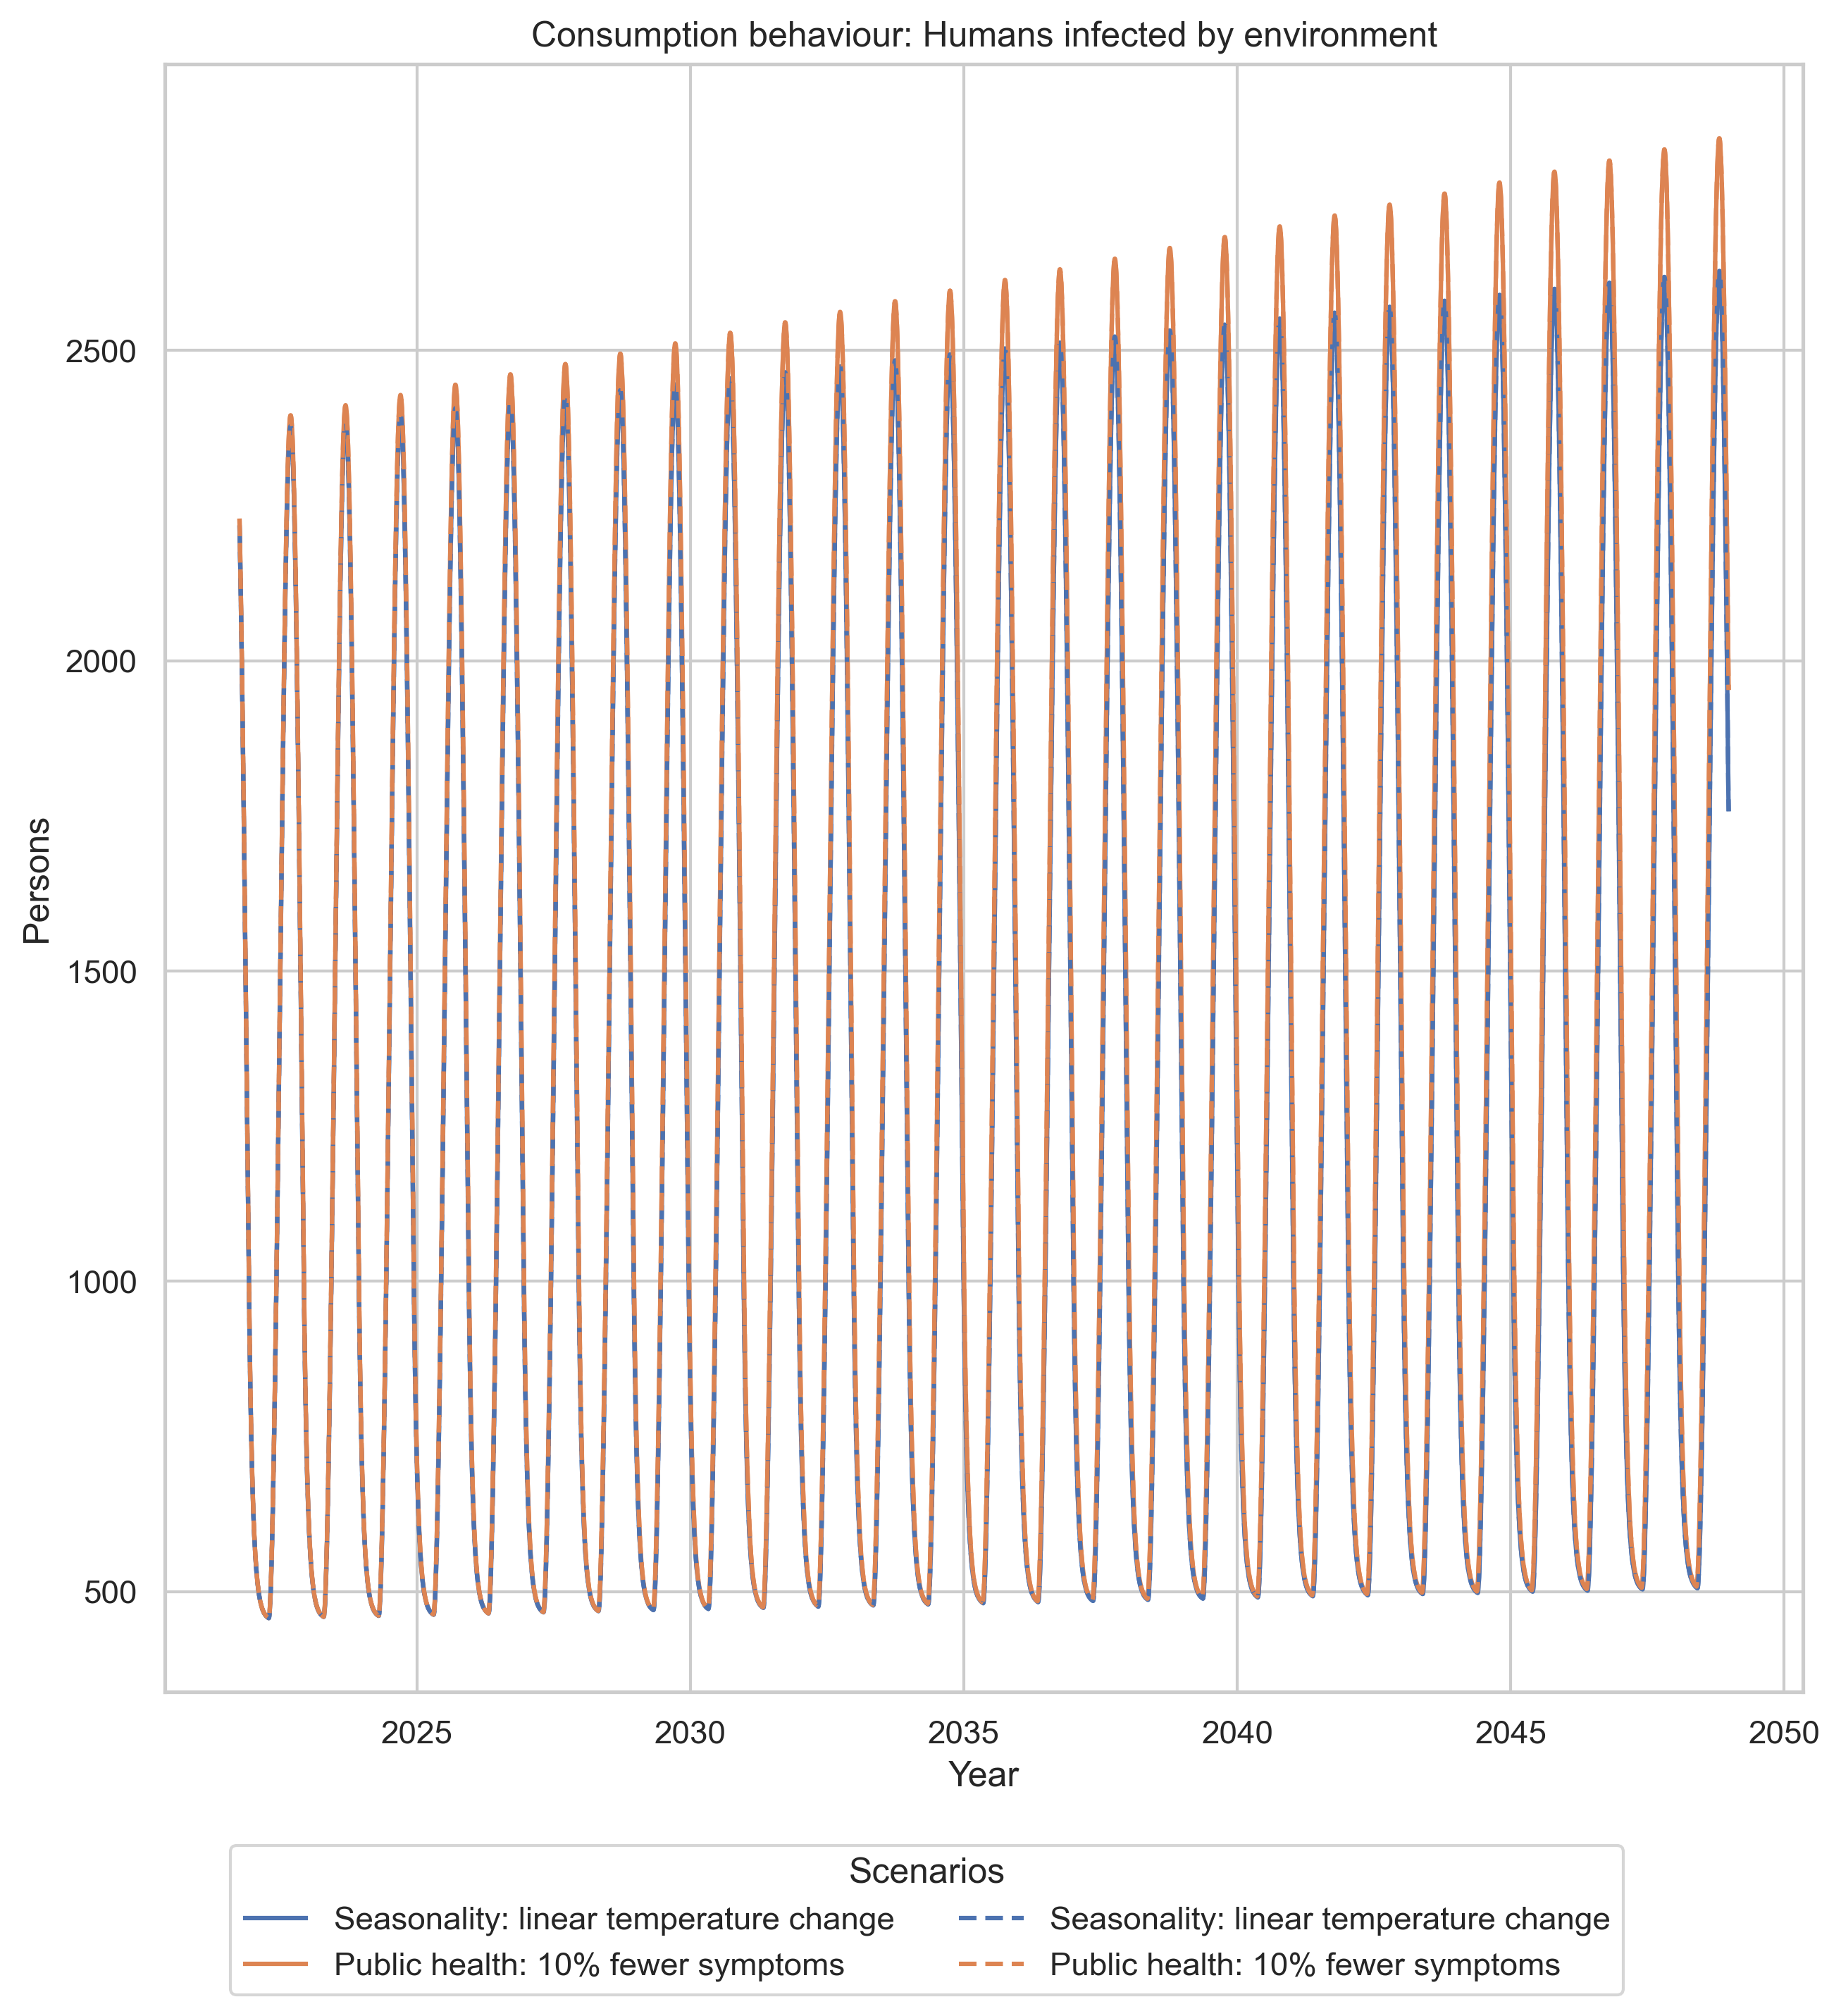 Consumption behaviour: Humans infected by environment
2500
2000
1500
1000
500
Persons
2025 2030 2035 2040 2045 2050
Year
Scenarios
Seasonality: linear temperature change Seasonality: linear temperature change
Public health: 10% fewer symptoms Public health: 10% fewer symptoms